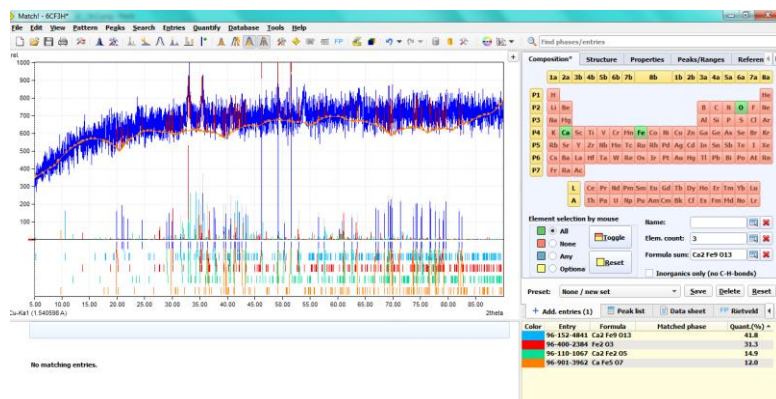 Match! - 6CF3H*
File Edit View Pattern Peaks Search Entries Quantify Database Tools Help
Find phases/entries
rel.
1000
900
800
700
600
500
400
300
200
100
5.00 10.00 15.00 20.00 25.00 30.00 35.00 40.00 45.00 50.00 55.00 60.00 65.00 70.00 75.00 80.00 85.00
Cu-Ka1 (1.540598 A) 2theta
No matching entries.
Composition* Structure Properties Peaks/Ranges Referen
1a 2a 3b 4b 5b 6b 7b 8b 1b 2b 3a 4a 5a 6a 7a 8a
P1 H He
P2 Li Be B C N O F Ne
P3 Na Mg Al Si P S Cl Ar
P4 K Ca Sc Ti V Cr Mn Fe Co Ni Cu Zn Ga Ge As Se Br Kr
P5 Rb Sr Y Zr Nb Mo Tc Ru Rh Pd Ag Cd In Sn Sb Te I Xe
P6 Cs Ba La Hf Ta W Re Os Ir Pt Au Hg Tl Pb Bi Po At Rn
P7 Fr Ra Ac
L Ce Pr Nd Pm Sm Eu Gd Tb Dy Ho Er Tm Yb Lu
A Th Pa U Np Pu Am Cm Bk Cf Es Fm Md No Lr
Element selection by mouse
All
None
Any
Optiona
Toggle
Reset
Name:
Elem. count: 3
Formula sum: Ca2 Fe9 O13
Inorganics only (no C-H-bonds)
Preset: None / new set Save Delete Reset
Add. entries (1) Peak list Data sheet FP Rietveld
Color Entry Formula Matched phase Quant.(%)
96-152-4841 Ca2 Fe9 O13 41.8
96-400-2384 Fe2 O3 31.3
96-110-1067 Ca2 Fe2 O5 14.9
96-901-3962 Ca Fe5 O7 12.0